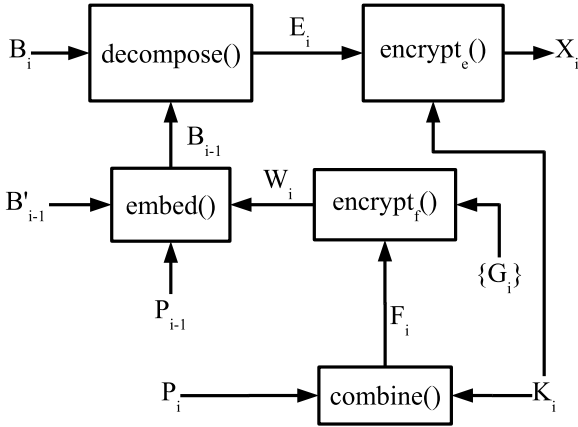 B_i decompose() E_i encrypt_e() X_i
B_{i-1}
B'_{i-1} embed() W_i encrypt_f()
{G_i}
P_{i-1}
F_i
P_i combine() K_i